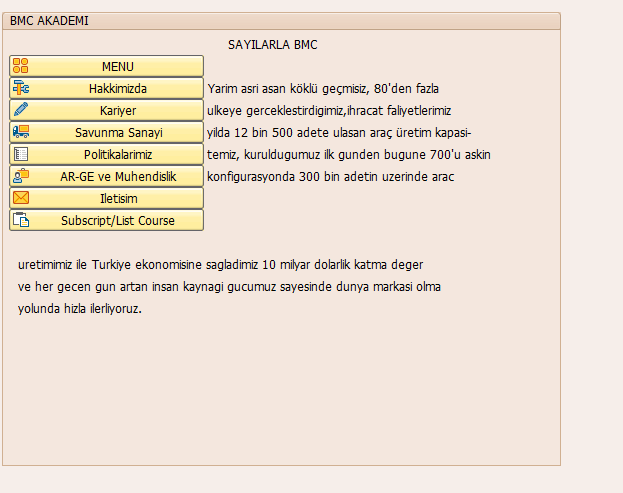 BMC AKADEMI
SAYILARLA BMC
MENU
Hakkimizda
Yarim asri asan köklü geçmisiz, 80'den fazla
Kariyer
ulkeye gerceklestirdigimiz,ihracat faliyetlerimiz
Savunma Sanayi
yilda 12 bin 500 adete ulasan araç üretim kapasi-
Politikalarimiz
temiz, kuruldugumuz ilk gunden bugune 700'u askin
AR-GE ve Muhendislik
konfigurasyonda 300 bin adetin uzerinde arac
Iletisim
Subscript/List Course
uretimimiz ile Turkiye ekonomisine sagladimiz 10 milyar dolarlik katma deger
ve her gecen gun artan insan kaynagi gucumuz sayesinde dunya markasi olma
yolunda hizla ilerliyoruz.